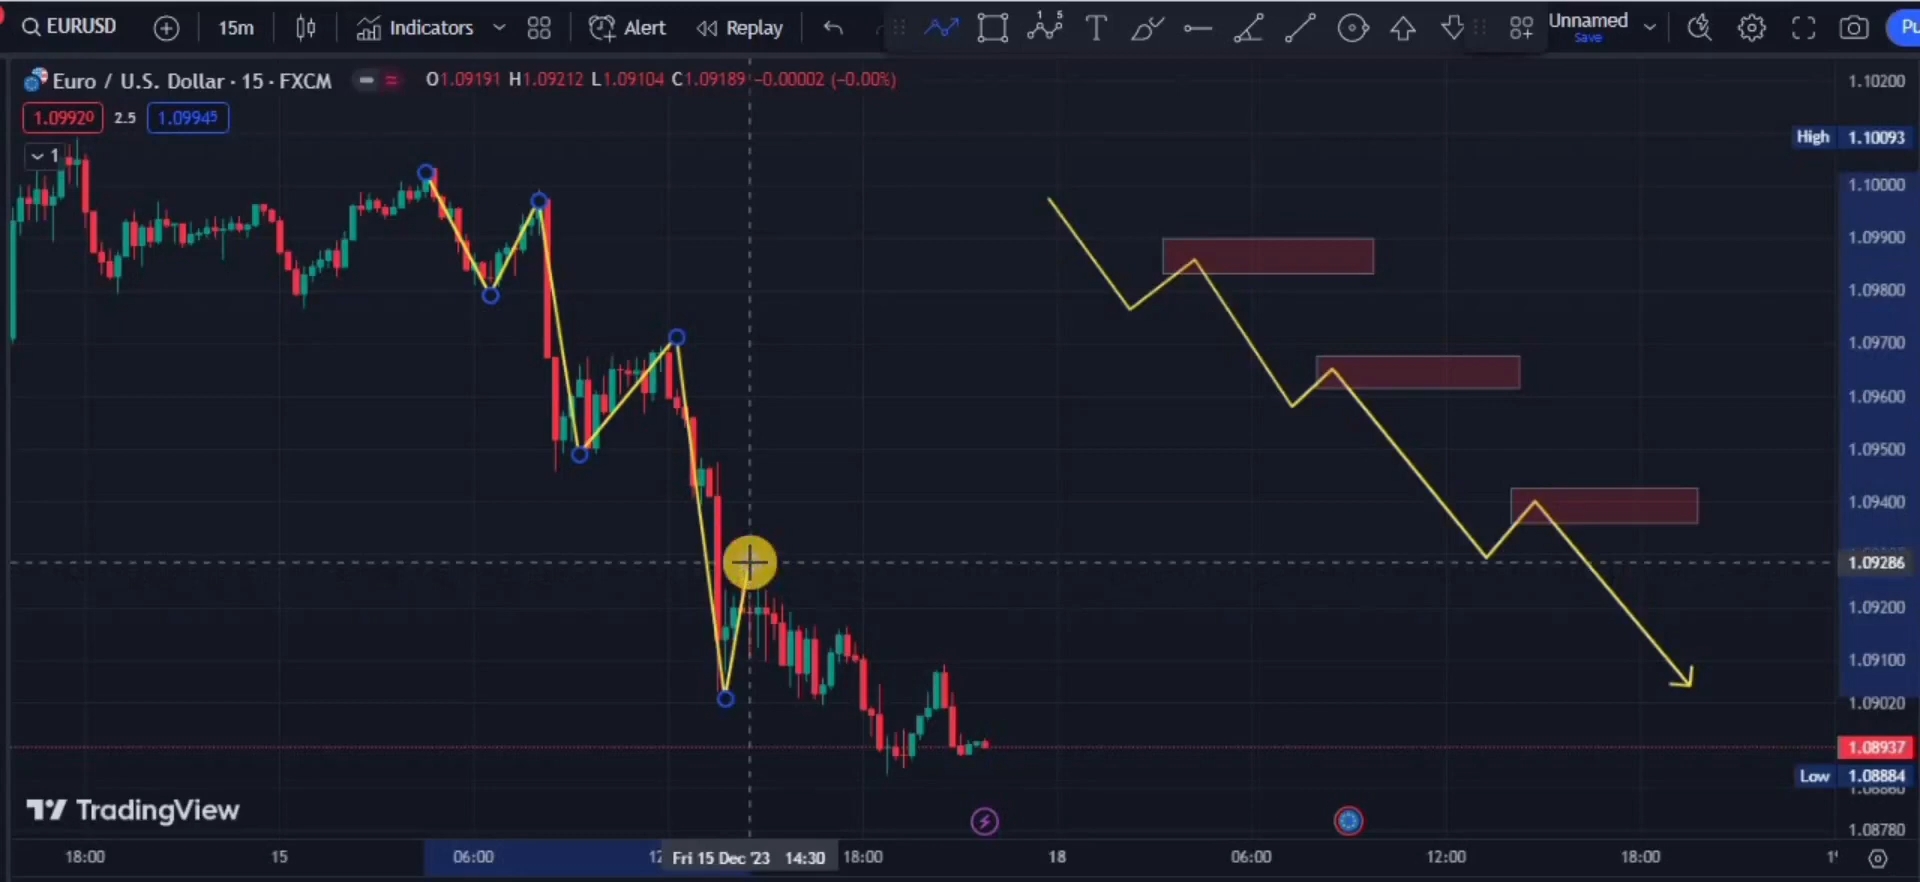 EURUSD 15m Indicators Alert Replay T Unnamed
Save
Euro / U.S. Dollar · 15 · FXCM O1.09191 H1.09212 L1.09104 C1.09189 −0.00002 (−0.00%)
1.09920 2.5 1.09945
1
1.10200
High 1.10093
1.10000
1.09900
1.09800
1.09700
1.09600
1.09500
1.09400
1.09286
1.09200
1.09100
1.09020
1.08937
Low 1.08884
1.08780
TradingView
18:00 15 06:00 Fri 15 Dec '23 14:30 18:00 18 06:00 12:00 18:00